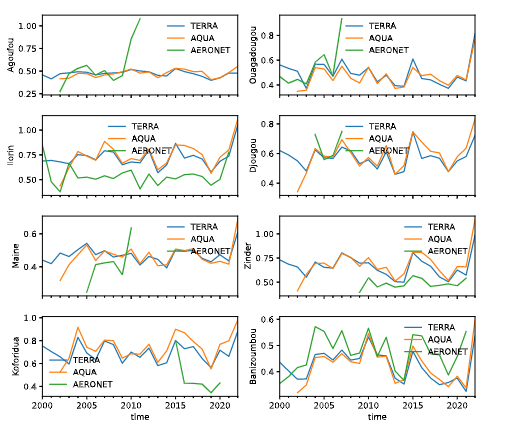 Agoufou
1.00
0.75
0.50
0.25
TERRA
AQUA
AERONET
Ouagadougou
0.8
0.6
0.4
TERRA
AQUA
AERONET
Ilorin
1.00
0.75
0.50
TERRA
AQUA
AERONET
Djougou
0.8
0.6
0.4
TERRA
AQUA
AERONET
Maine
0.6
0.4
TERRA
AQUA
AERONET
Zinder
1.00
0.75
0.50
TERRA
AQUA
AERONET
Koforidua
1.0
0.8
0.6
0.4
TERRA
AQUA
AERONET
2000
2005
2010
2015
2020
time
Banizoumbou
0.6
0.5
0.4
0.3
TERRA
AQUA
AERONET
2000
2005
2010
2015
2020
time